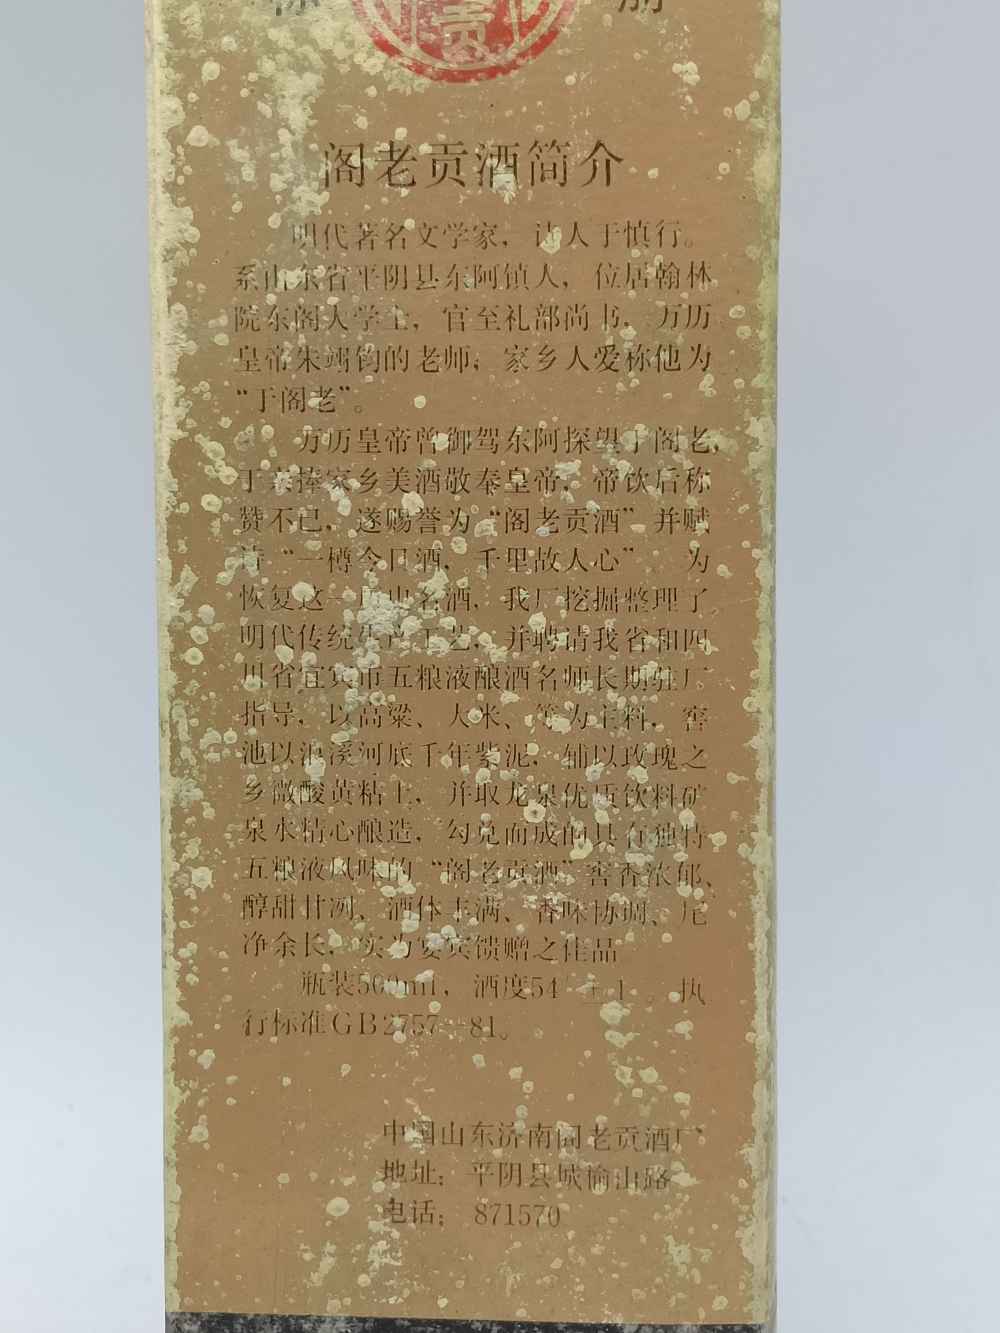 贡
阁老贡酒简介
明代著名文学家，诗人于慎行。
系山东省平阴县东阿镇人，位居翰林
院东阁大学士，官至礼部尚书，万历
皇帝朱翊钧的老师；家乡人爱称他为
“于阁老”。
万历皇帝曾御驾东阿探望于阁老，
于亲捧家乡美酒敬奉皇帝，帝饮后称
赞不已，遂赐誉为“阁老贡酒”并赋
诗“一樽今日酒，千里故人心” 为
恢复这一历史名酒，我厂挖掘整理了
明代传统生产工艺，并聘请我省和四
川省宜宾市五粮液酿酒名师长期驻厂
指导，以高粱、大米、等为主料，窖
池以浪溪河底千年紫泥，辅以玫瑰之
乡微酸黄粘土，并取龙泉优质饮料矿
泉水精心酿造，勾兑而成的具有独特
五粮液风味的“阁老贡酒”窖香浓郁、
醇甜甘冽、酒体丰满、香味协调、尾
净余长，实为宴宾馈赠之佳品
瓶装500ml，酒度54°±1°。执
行标准GB2757—81。
中国山东济南阁老贡酒厂
地址：平阴县城榆山路
电话：871570